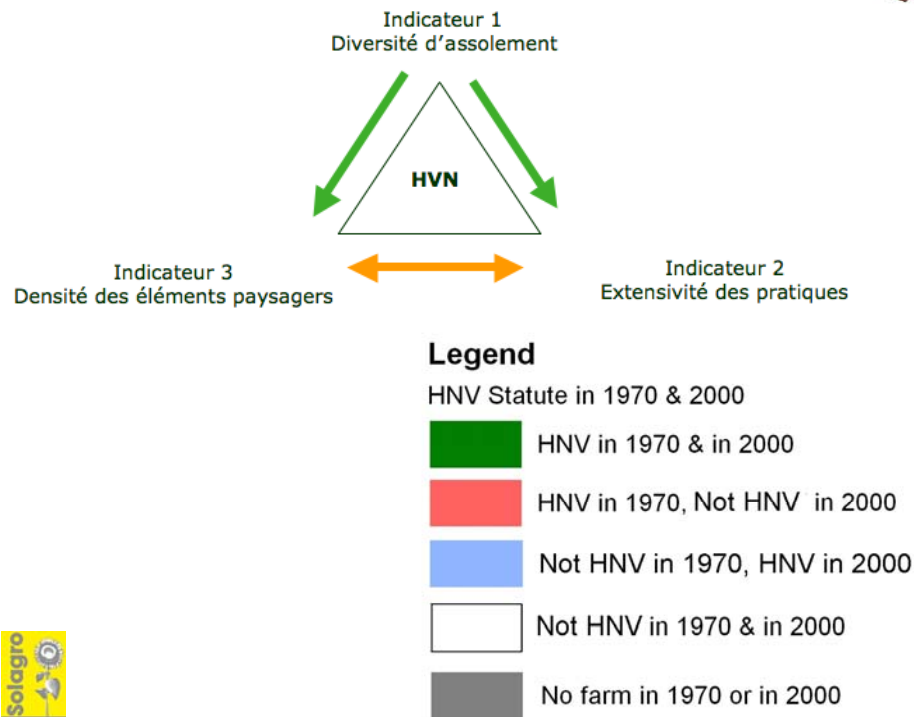 Indicateur 1
Diversité d'assolement
HVN
Indicateur 3
Densité des éléments paysagers
Indicateur 2
Extensivité des pratiques
Legend
HNV Statute in 1970 & 2000
HNV in 1970 & in 2000
HNV in 1970, Not HNV in 2000
Not HNV in 1970, HNV in 2000
Not HNV in 1970 & in 2000
No farm in 1970 or in 2000
Solagro